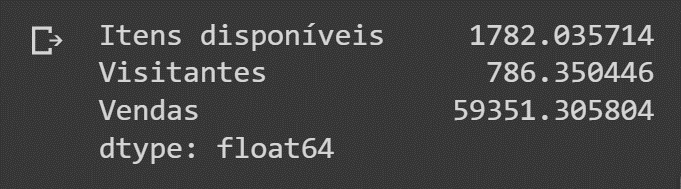 Itens disponíveis 1782.035714
Visitantes 786.350446
Vendas 59351.305804
dtype: float64